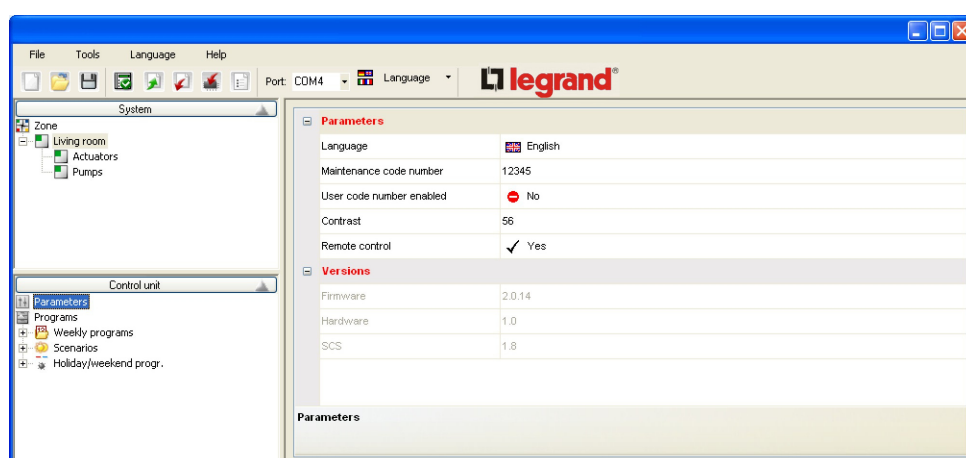 File Tools Language Help
Port: COM4 Language legrand®
System
Zone
Living room
Actuators
Pumps
Control unit
Parameters
Programs
Weekly programs
Scenarios
Holiday/weekend progr.
Parameters
Language English
Maintenance code number 12345
User code number enabled No
Contrast 56
Remote control Yes
Versions
Firmware 2.0.14
Hardware 1.0
SCS 1.8
Parameters